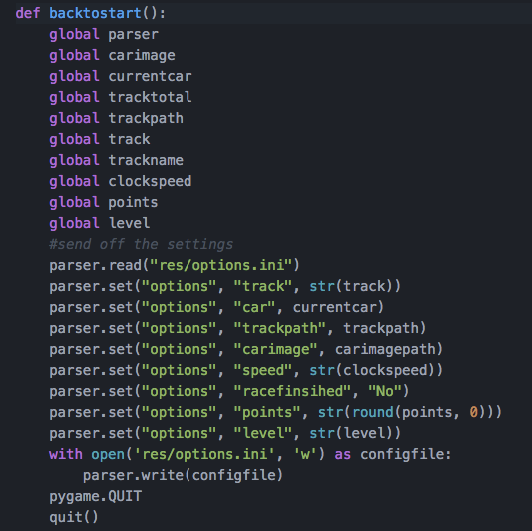 def backtostart():
    global parser
    global carimage
    global currentcar
    global tracktotal
    global trackpath
    global track
    global trackname
    global clockspeed
    global points
    global level
    #send off the settings
    parser.read("res/options.ini")
    parser.set("options", "track", str(track))
    parser.set("options", "car", currentcar)
    parser.set("options", "trackpath", trackpath)
    parser.set("options", "carimage", carimagepath)
    parser.set("options", "speed", str(clockspeed))
    parser.set("options", "racefinsihed", "No")
    parser.set("options", "points", str(round(points, 0)))
    parser.set("options", "level", str(level))
    with open('res/options.ini', 'w') as configfile:
        parser.write(configfile)
    pygame.QUIT
    quit()